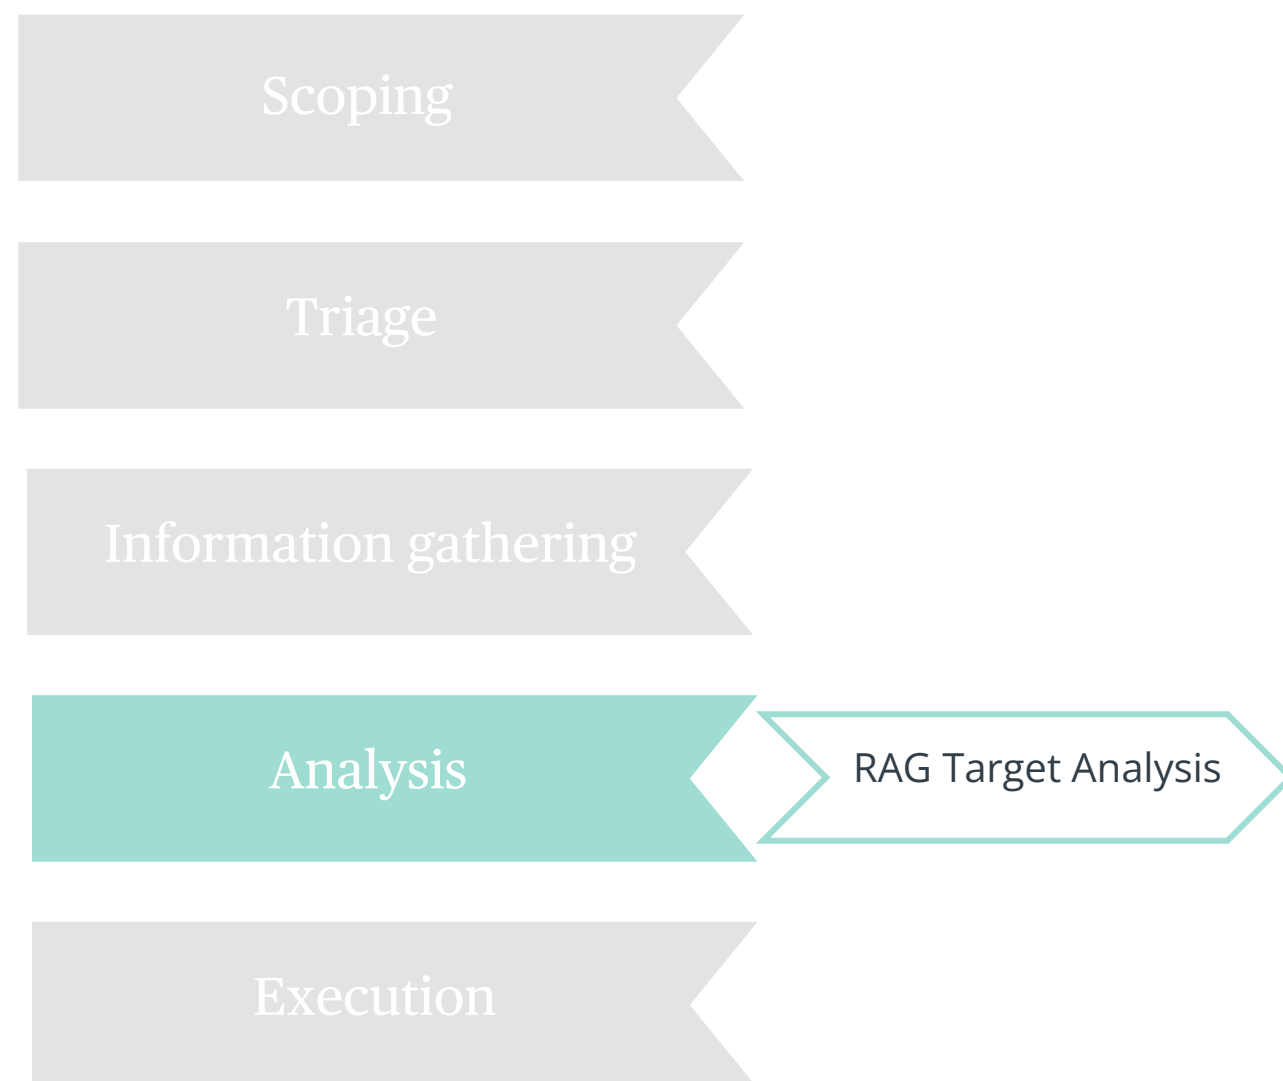 Scoping
Triage
Information gathering
Analysis
RAG Target Analysis
Execution